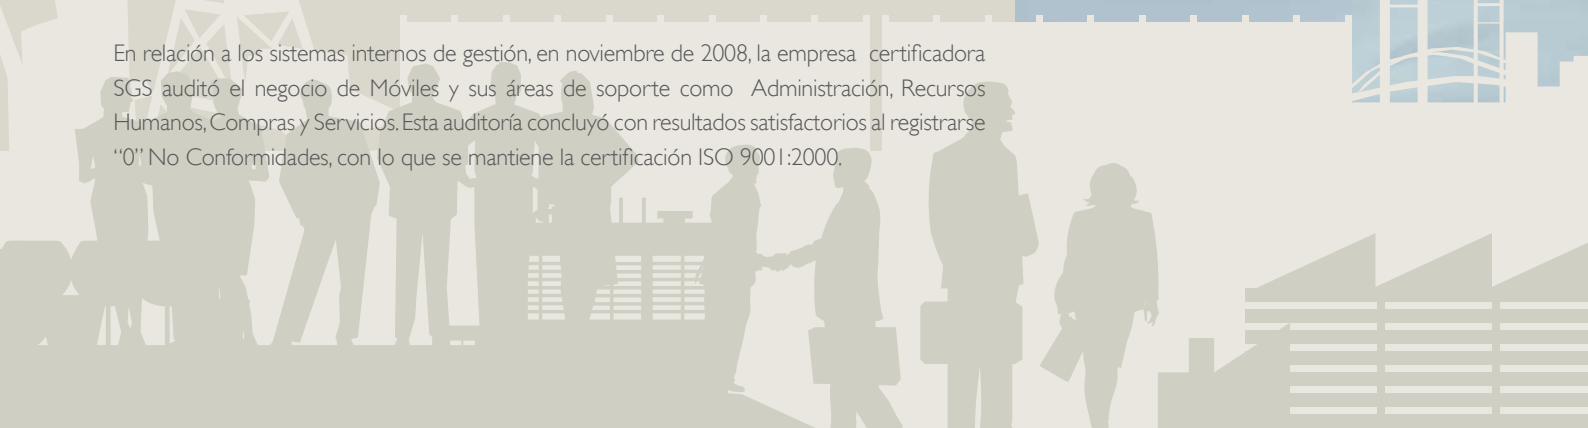 En relación a los sistemas internos de gestión, en noviembre de 2008, la empresa certificadora
SGS auditó el negocio de Móviles y sus áreas de soporte como Administración, Recursos
Humanos, Compras y Servicios. Esta auditoría concluyó con resultados satisfactorios al registrarse
“0” No Conformidades, con lo que se mantiene la certificación ISO 9001:2000.